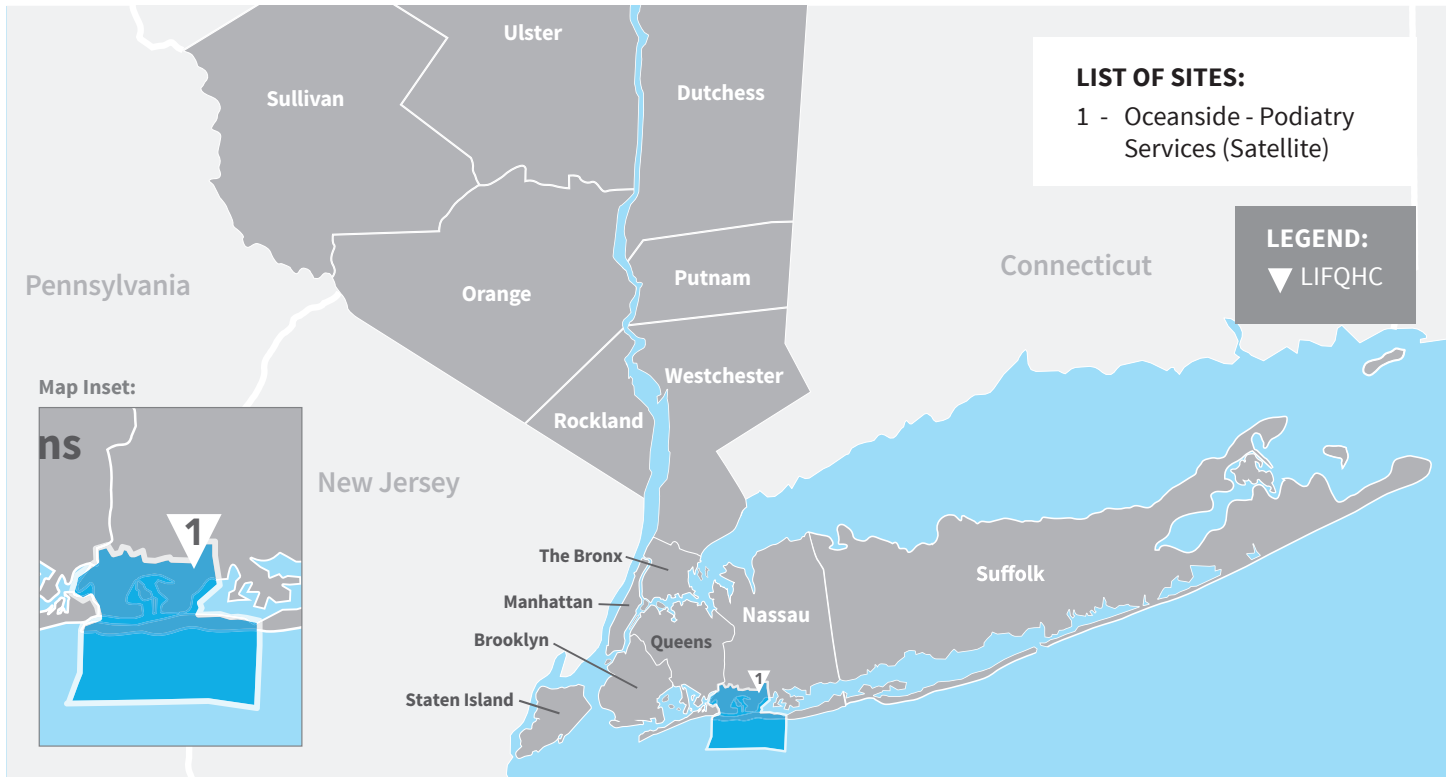 Ulster
Sullivan
Dutchess
LIST OF SITES:
1 - Oceanside - Podiatry
Services (Satellite)
LEGEND:
LIFQHC
Pennsylvania
Connecticut
Putnam
Orange
Westchester
Rockland
Map Inset:
ns
1
New Jersey
The Bronx
Manhattan
Brooklyn
Queens
Nassau
Suffolk
Staten Island
1